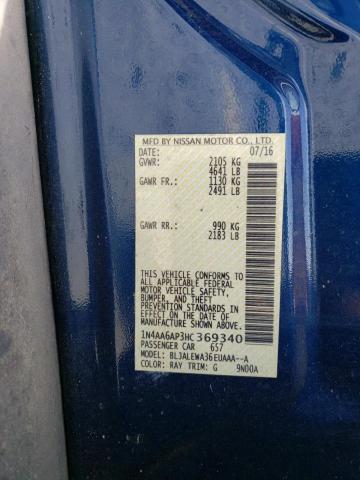 MFD BY NISSAN MOTOR CO., LTD.
DATE: 07/16
GVWR: 2105 KG
4641 LB
GAWR FR.: 1130 KG
2491 LB
GAWR RR.: 990 KG
2183 LB
THIS VEHICLE CONFORMS TO
ALL APPLICABLE FEDERAL
MOTOR VEHICLE SAFETY,
BUMPER, AND THEFT
PREVENTION STANDARDS IN
EFFECT ON THE DATE OF
MANUFACTURE SHOWN ABOVE.
1N4AA6AP3HC369340
PASSENGER CAR 657
MODEL: BLJALEWA36EUAAA--A
COLOR: RAY TRIM: G 9N00A